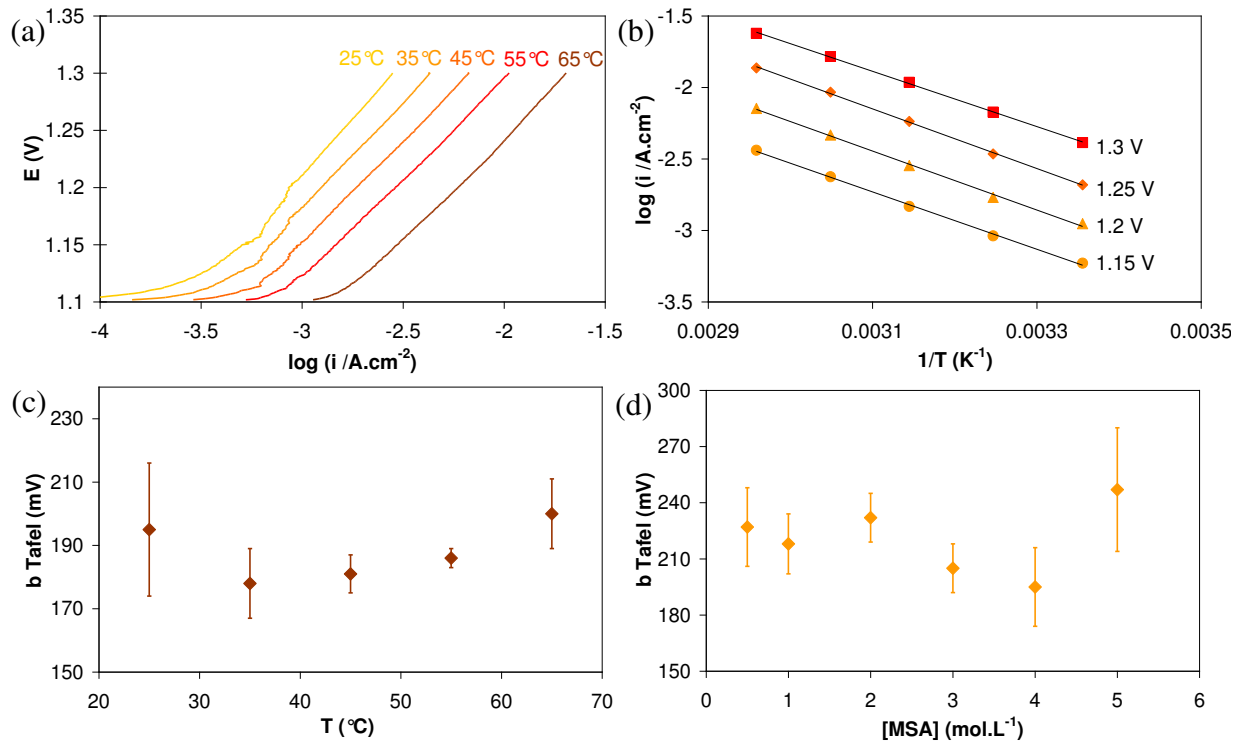 (a)
1.35
1.3
1.25
1.2
1.15
1.1
E (V)
25°C 35°C 45°C 55°C 65°C
-4 -3.5 -3 -2.5 -2 -1.5
log (i /A.cm-2)
(b)
-1.5
-2
-2.5
-3
-3.5
log (i /A.cm-2)
1.3 V
1.25 V
1.2 V
1.15 V
0.0029 0.0031 0.0033 0.0035
1/T (K-1)
(c)
230
210
190
170
150
b Tafel (mV)
20 30 40 50 60 70
T (°C)
(d)
300
270
240
210
180
150
b Tafel (mV)
0 1 2 3 4 5 6
[MSA] (mol.L-1)